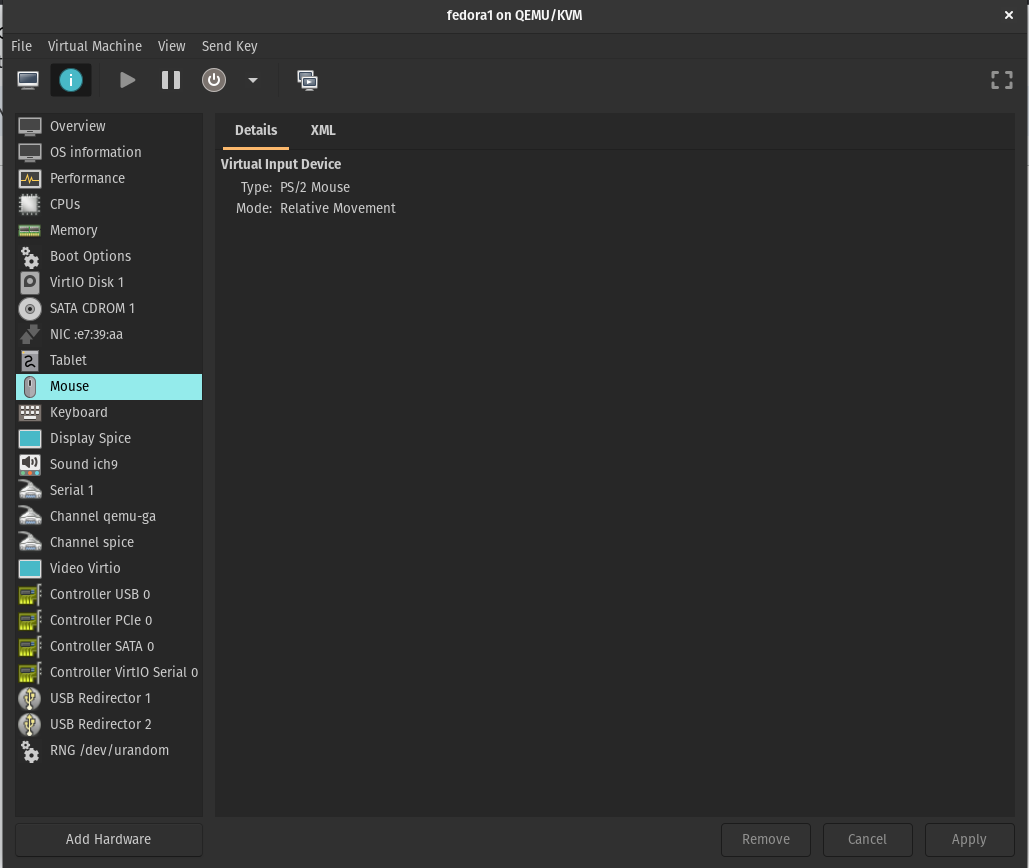 fedora1 on QEMU/KVM
File Virtual Machine View Send Key
Overview
OS information
Performance
CPUs
Memory
Boot Options
VirtIO Disk 1
SATA CDROM 1
NIC :e7:39:aa
Tablet
Mouse
Keyboard
Display Spice
Sound ich9
Serial 1
Channel qemu-ga
Channel spice
Video Virtio
Controller USB 0
Controller PCIe 0
Controller SATA 0
Controller VirtIO Serial 0
USB Redirector 1
USB Redirector 2
RNG /dev/urandom
Add Hardware
Details XML
Virtual Input Device
Type: PS/2 Mouse
Mode: Relative Movement
Remove Cancel Apply